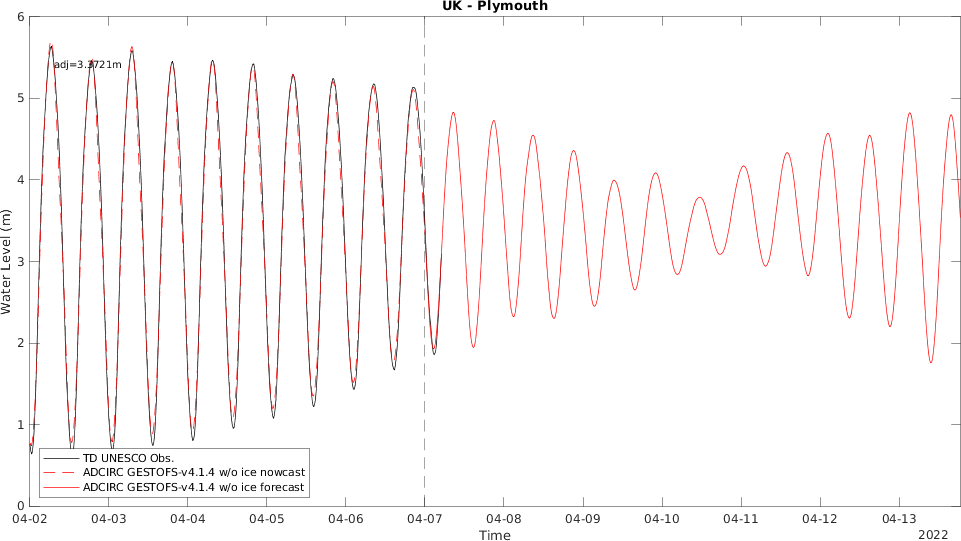 UK - Plymouth
6
5
4
3
2
1
0
Water Level (m)
adj=3.3721m
TD UNESCO Obs.
ADCIRC GESTOFS-v4.1.4 w/o ice nowcast
ADCIRC GESTOFS-v4.1.4 w/o ice forecast
04-02 04-03 04-04 04-05 04-06 04-07 04-08 04-09 04-10 04-11 04-12 04-13
Time
2022